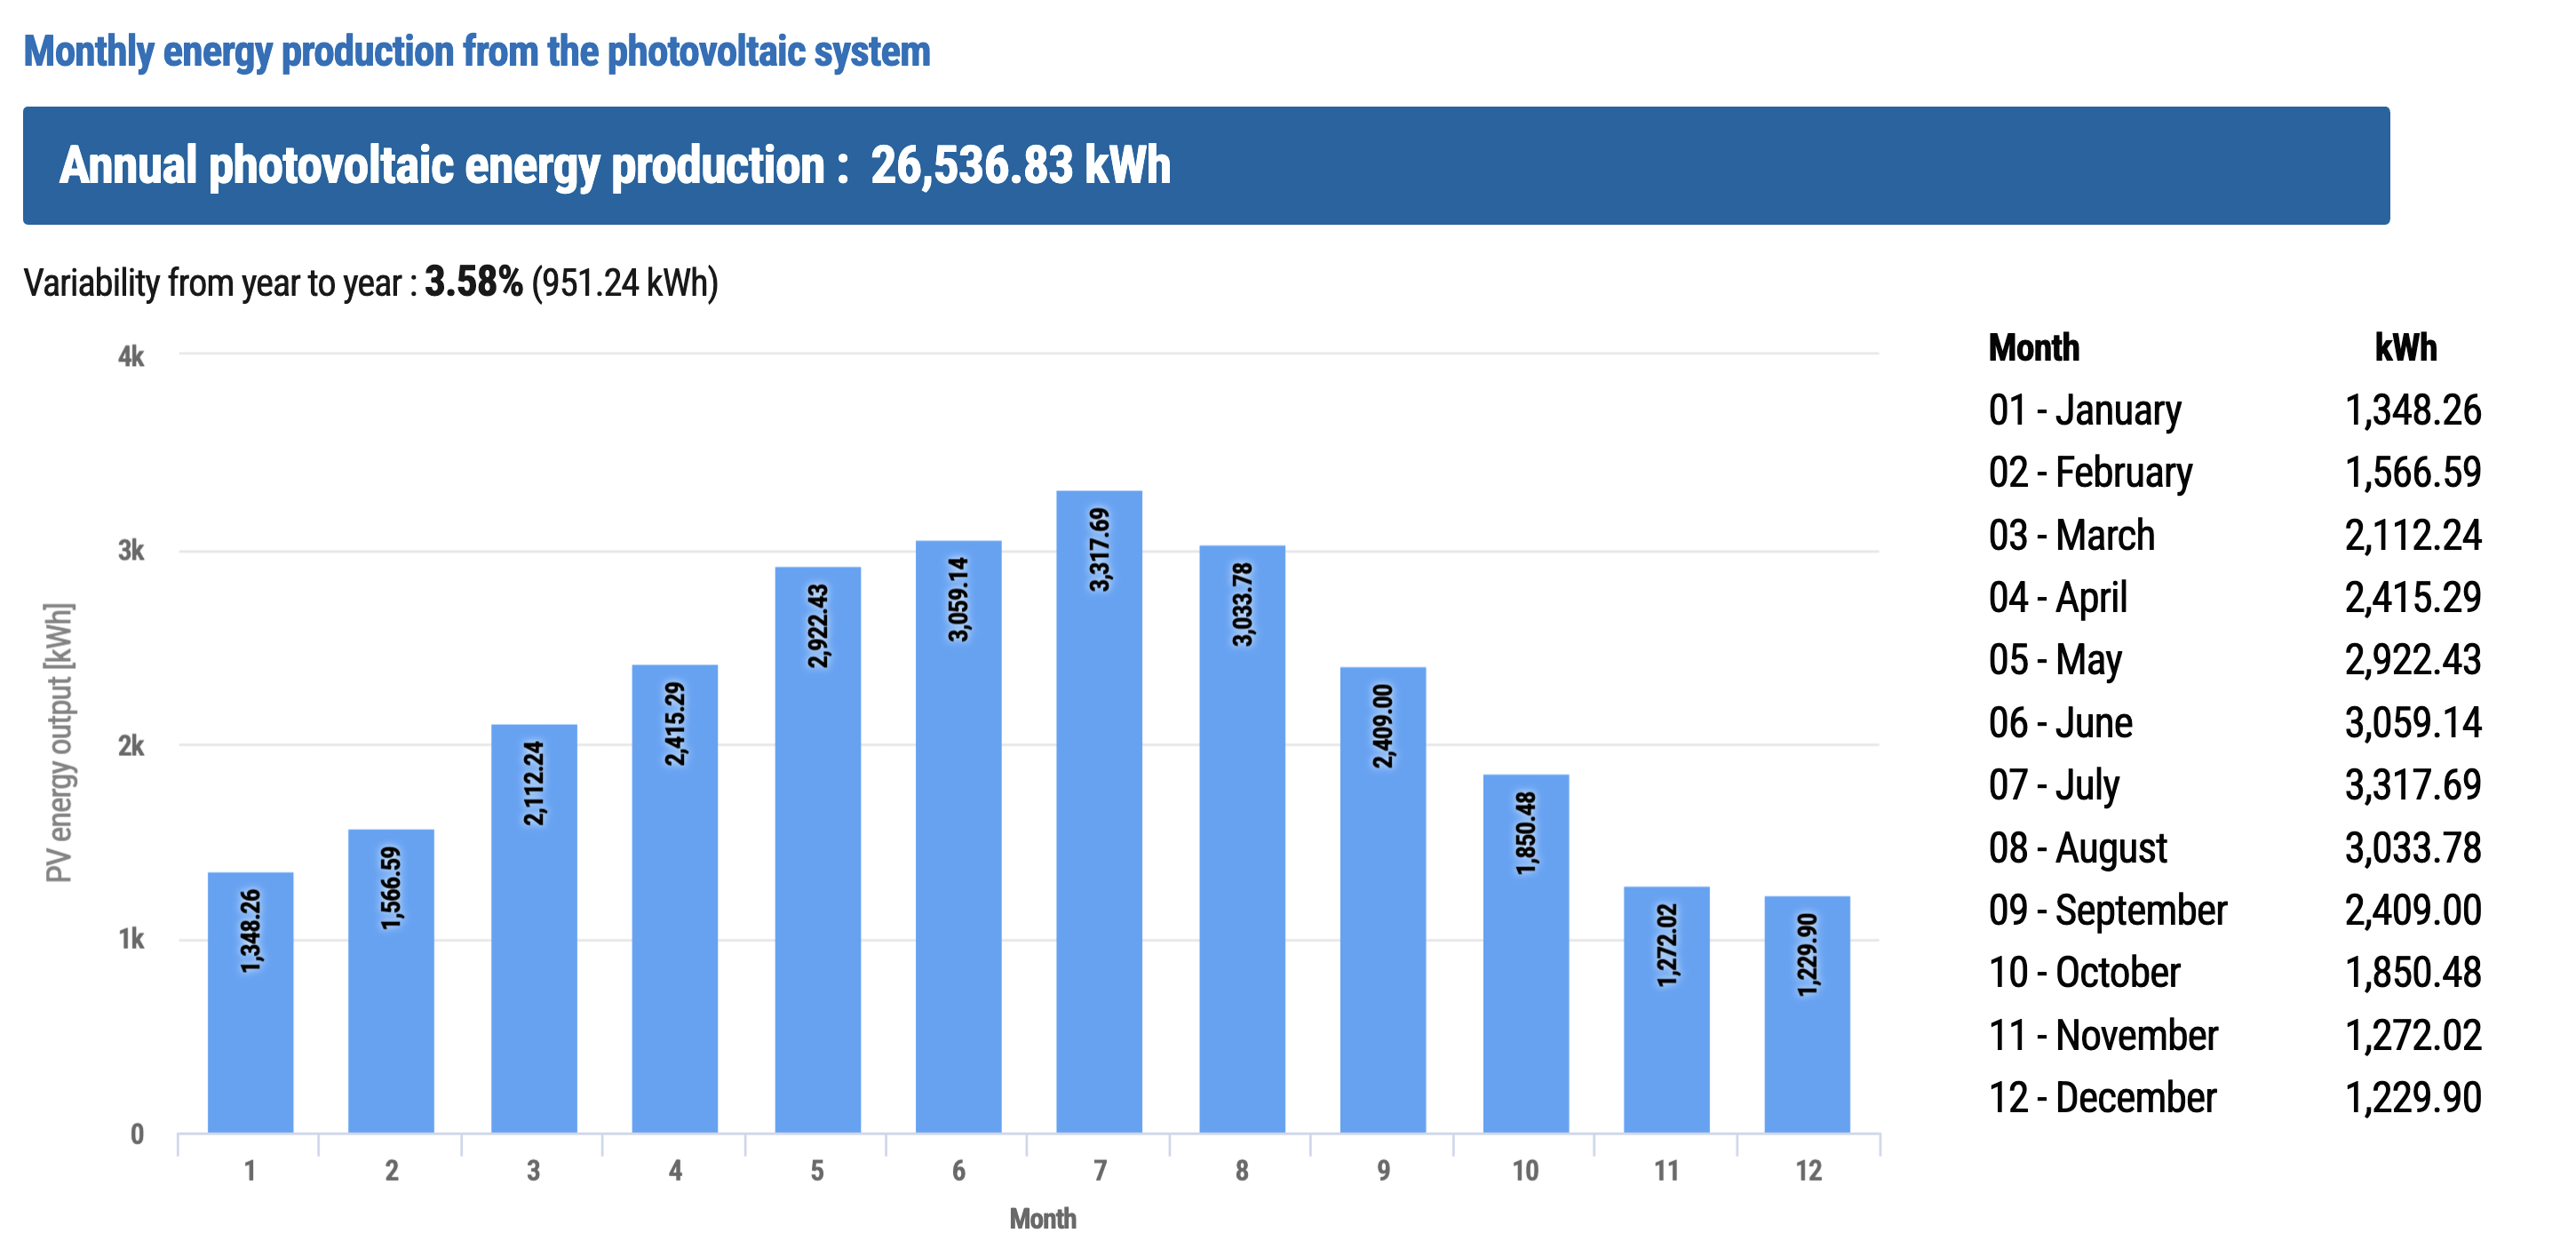 Monthly energy production from the photovoltaic system
Annual photovoltaic energy production : 26,536.83 kWh
Variability from year to year : 3.58% (951.24 kWh)
4k
3k
2k
1k
0
PV energy output [kWh]
1,348.26
1,566.59
2,112.24
2,415.29
2,922.43
3,059.14
3,317.69
3,033.78
2,409.00
1,850.48
1,272.02
1,229.90
1 2 3 4 5 6 7 8 9 10 11 12
Month
Month kWh
01 - January 1,348.26
02 - February 1,566.59
03 - March 2,112.24
04 - April 2,415.29
05 - May 2,922.43
06 - June 3,059.14
07 - July 3,317.69
08 - August 3,033.78
09 - September 2,409.00
10 - October 1,850.48
11 - November 1,272.02
12 - December 1,229.90